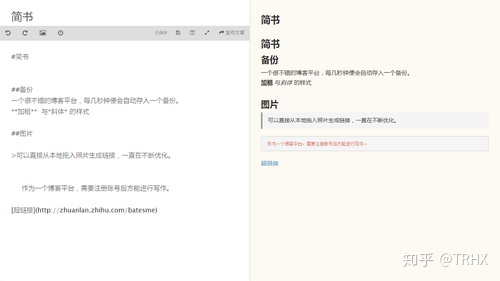 简书
已保存
发布文章
#简书
##备份
一个很不错的博客平台，每几秒钟便会自动存入一个备份。
**加粗** 与*斜体* 的样式
##图片
>可以直接从本地拖入照片生成链接，一直在不断优化。
作为一个博客平台，需要注册账号后方能进行写作。
[超链接](http://zhuanlan.zhihu.com/batesme)
简书
简书
备份
一个很不错的博客平台，每几秒钟便会自动存入一个备份。
加粗 与斜体 的样式
图片
可以直接从本地拖入照片生成链接，一直在不断优化。
作为一个博客平台，需要注册账号后方能进行写作。
超链接
知乎 @TRHX